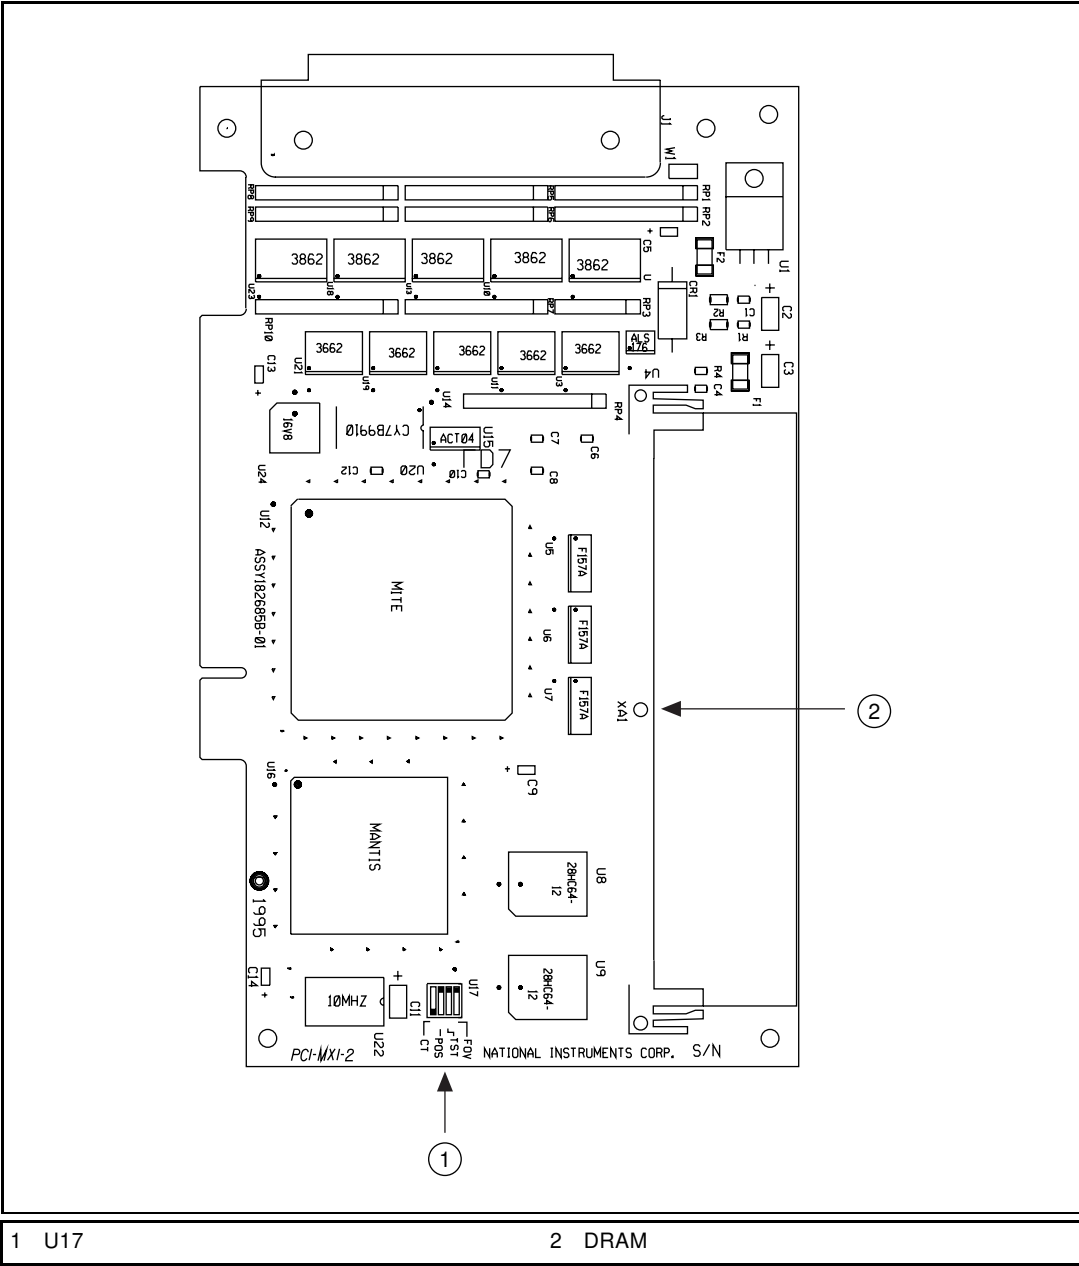 J1
W1
RP8
RP5
RP1
RP9
RP6
RP2
+
C5
F2
U1
3862
3862
3862
3862
3862
U
U23
U18
U13
U10
CR1
+
RP10
RP7
RP3
R2
C1
C2
R3
R1
ALS
176
+
3662
3662
3662
3662
3662
C13
+
U21
U19
U11
U3
U4
R4
C4
F1
C3
U14
RP4
16V8
CY7B9910
ACT04
U15
C7
C6
U24
C12
U20
C10
C8
U12
ASSY182685B-01
MITE
U5
F157A
U6
F157A
U7
F157A
XA1
2
U16
+
C9
MANTIS
28HC64-
12
U8
1995
C14
+
10MHZ
+
C11
U17
28HC64-
12
U9
U22
CT
POS
TST
FOV
PCI-MXI-2
NATIONAL INSTRUMENTS CORP.
S/N
1
1 U17
2 DRAM